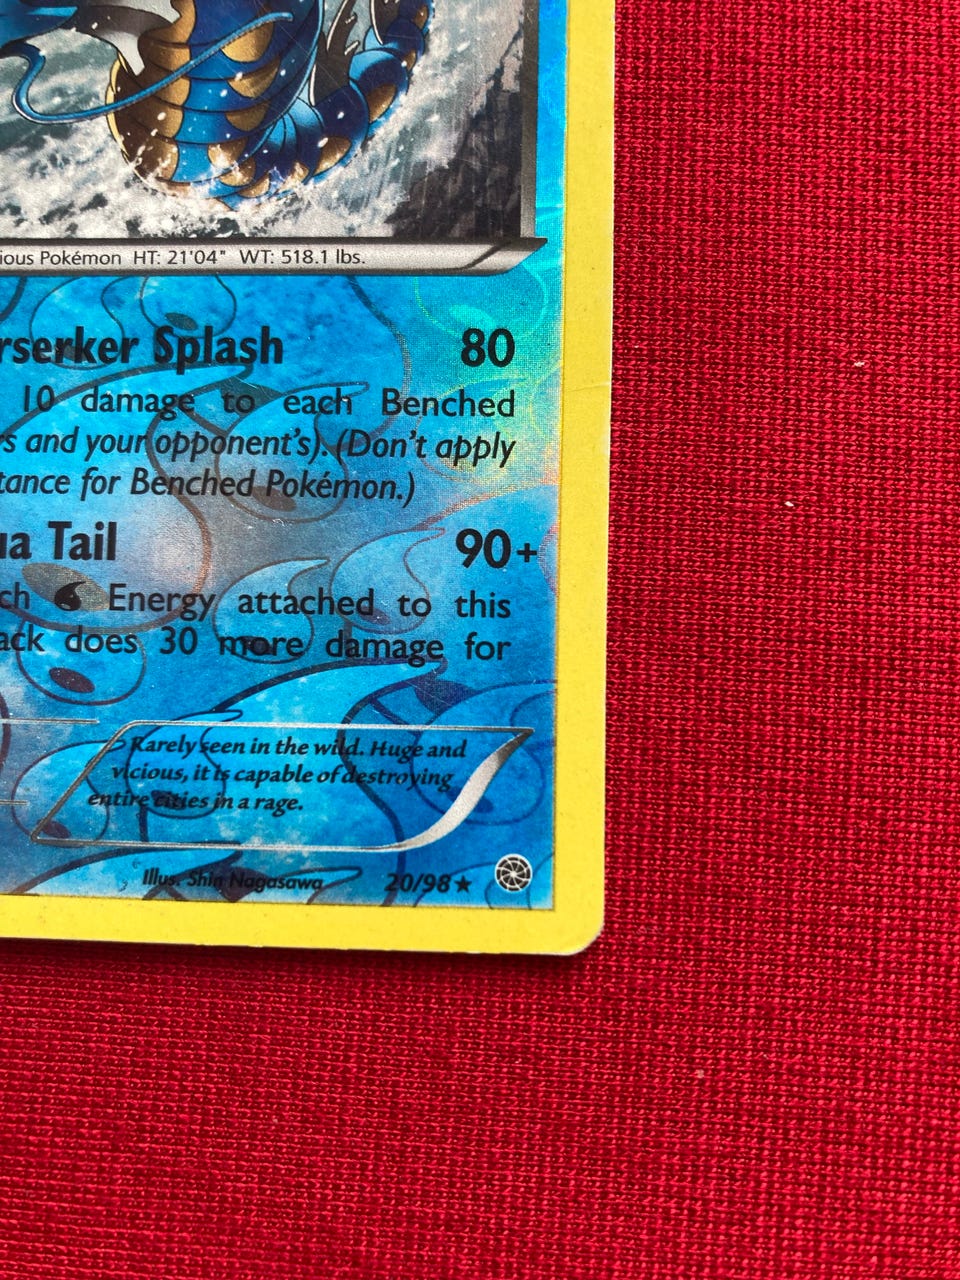 ious Pokémon HT: 21'04" WT: 518.1 lbs.
rserker Splash 80
10 damage to each Benched
s and your opponent's). (Don't apply
tance for Benched Pokémon.)
ua Tail 90+
ch Energy attached to this
ack does 30 more damage for
Rarely seen in the wild. Huge and
vicious, it is capable of destroying
entire cities in a rage.
Illus. Shin Nagasawa 20/98★